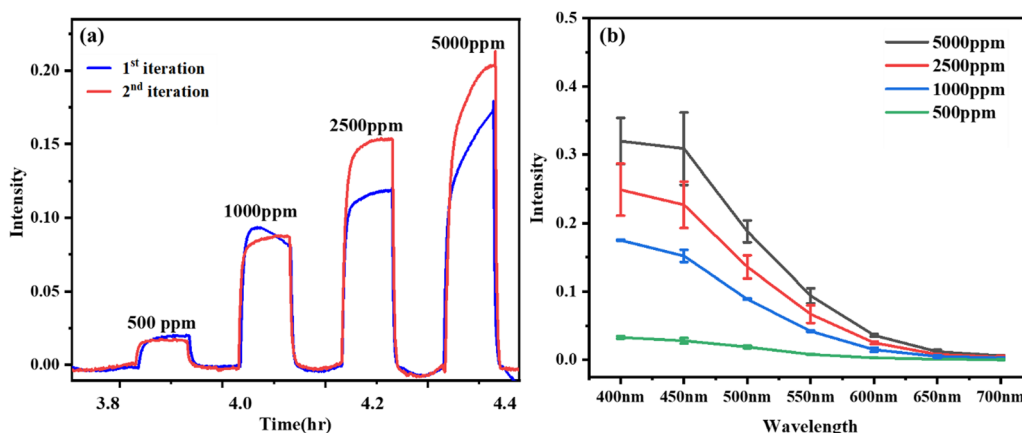 (a)
1st iteration
2nd iteration
500 ppm
1000ppm
2500ppm
5000ppm
Intensity
0.20
0.15
0.10
0.05
0.00
3.8 4.0 4.2 4.4
Time(hr)
(b)
5000ppm
2500ppm
1000ppm
500ppm
Intensity
0.5
0.4
0.3
0.2
0.1
0.0
400nm 450nm 500nm 550nm 600nm 650nm 700nm
Wavelength